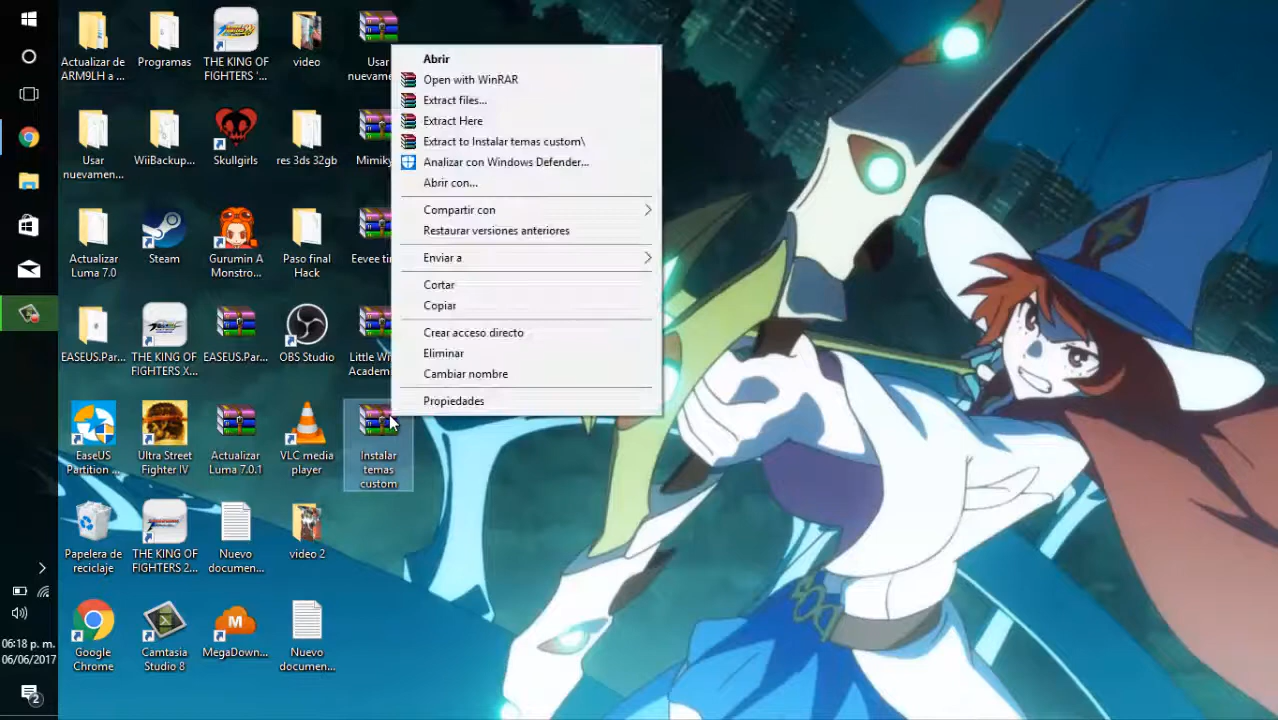 Actualizar de
ARM9LH a ...
Programas
THE KING OF
FIGHTERS '...
video
Usar
nuevamen...
Usar
nuevamen...
WiiBackup...
Skullgirls
res 3ds 32gb
Mimiky
Actualizar
Luma 7.0
Steam
Gurumin A
Monstro...
Paso final
Hack
Eevee
EASEUS.Par...
THE KING OF
FIGHTERS X...
EASEUS.Par...
OBS Studio
Little
Academ
EaseUS
Partition ...
Ultra Street
Fighter IV
Actualizar
Luma 7.0.1
VLC media
player
Instalar
temas
custom
Papelera de
reciclaje
THE KING OF
FIGHTERS 2...
Nuevo
documen...
video 2
Google
Chrome
Camtasia
Studio 8
MegaDown...
Nuevo
documen...
Abrir
Open with WinRAR
Extract files...
Extract Here
Extract to Instalar temas custom\
Analizar con Windows Defender...
Abrir con...
Compartir con
Restaurar versiones anteriores
Enviar a
Cortar
Copiar
Crear acceso directo
Eliminar
Cambiar nombre
Propiedades
06:18 p. m.
06/06/2017
2